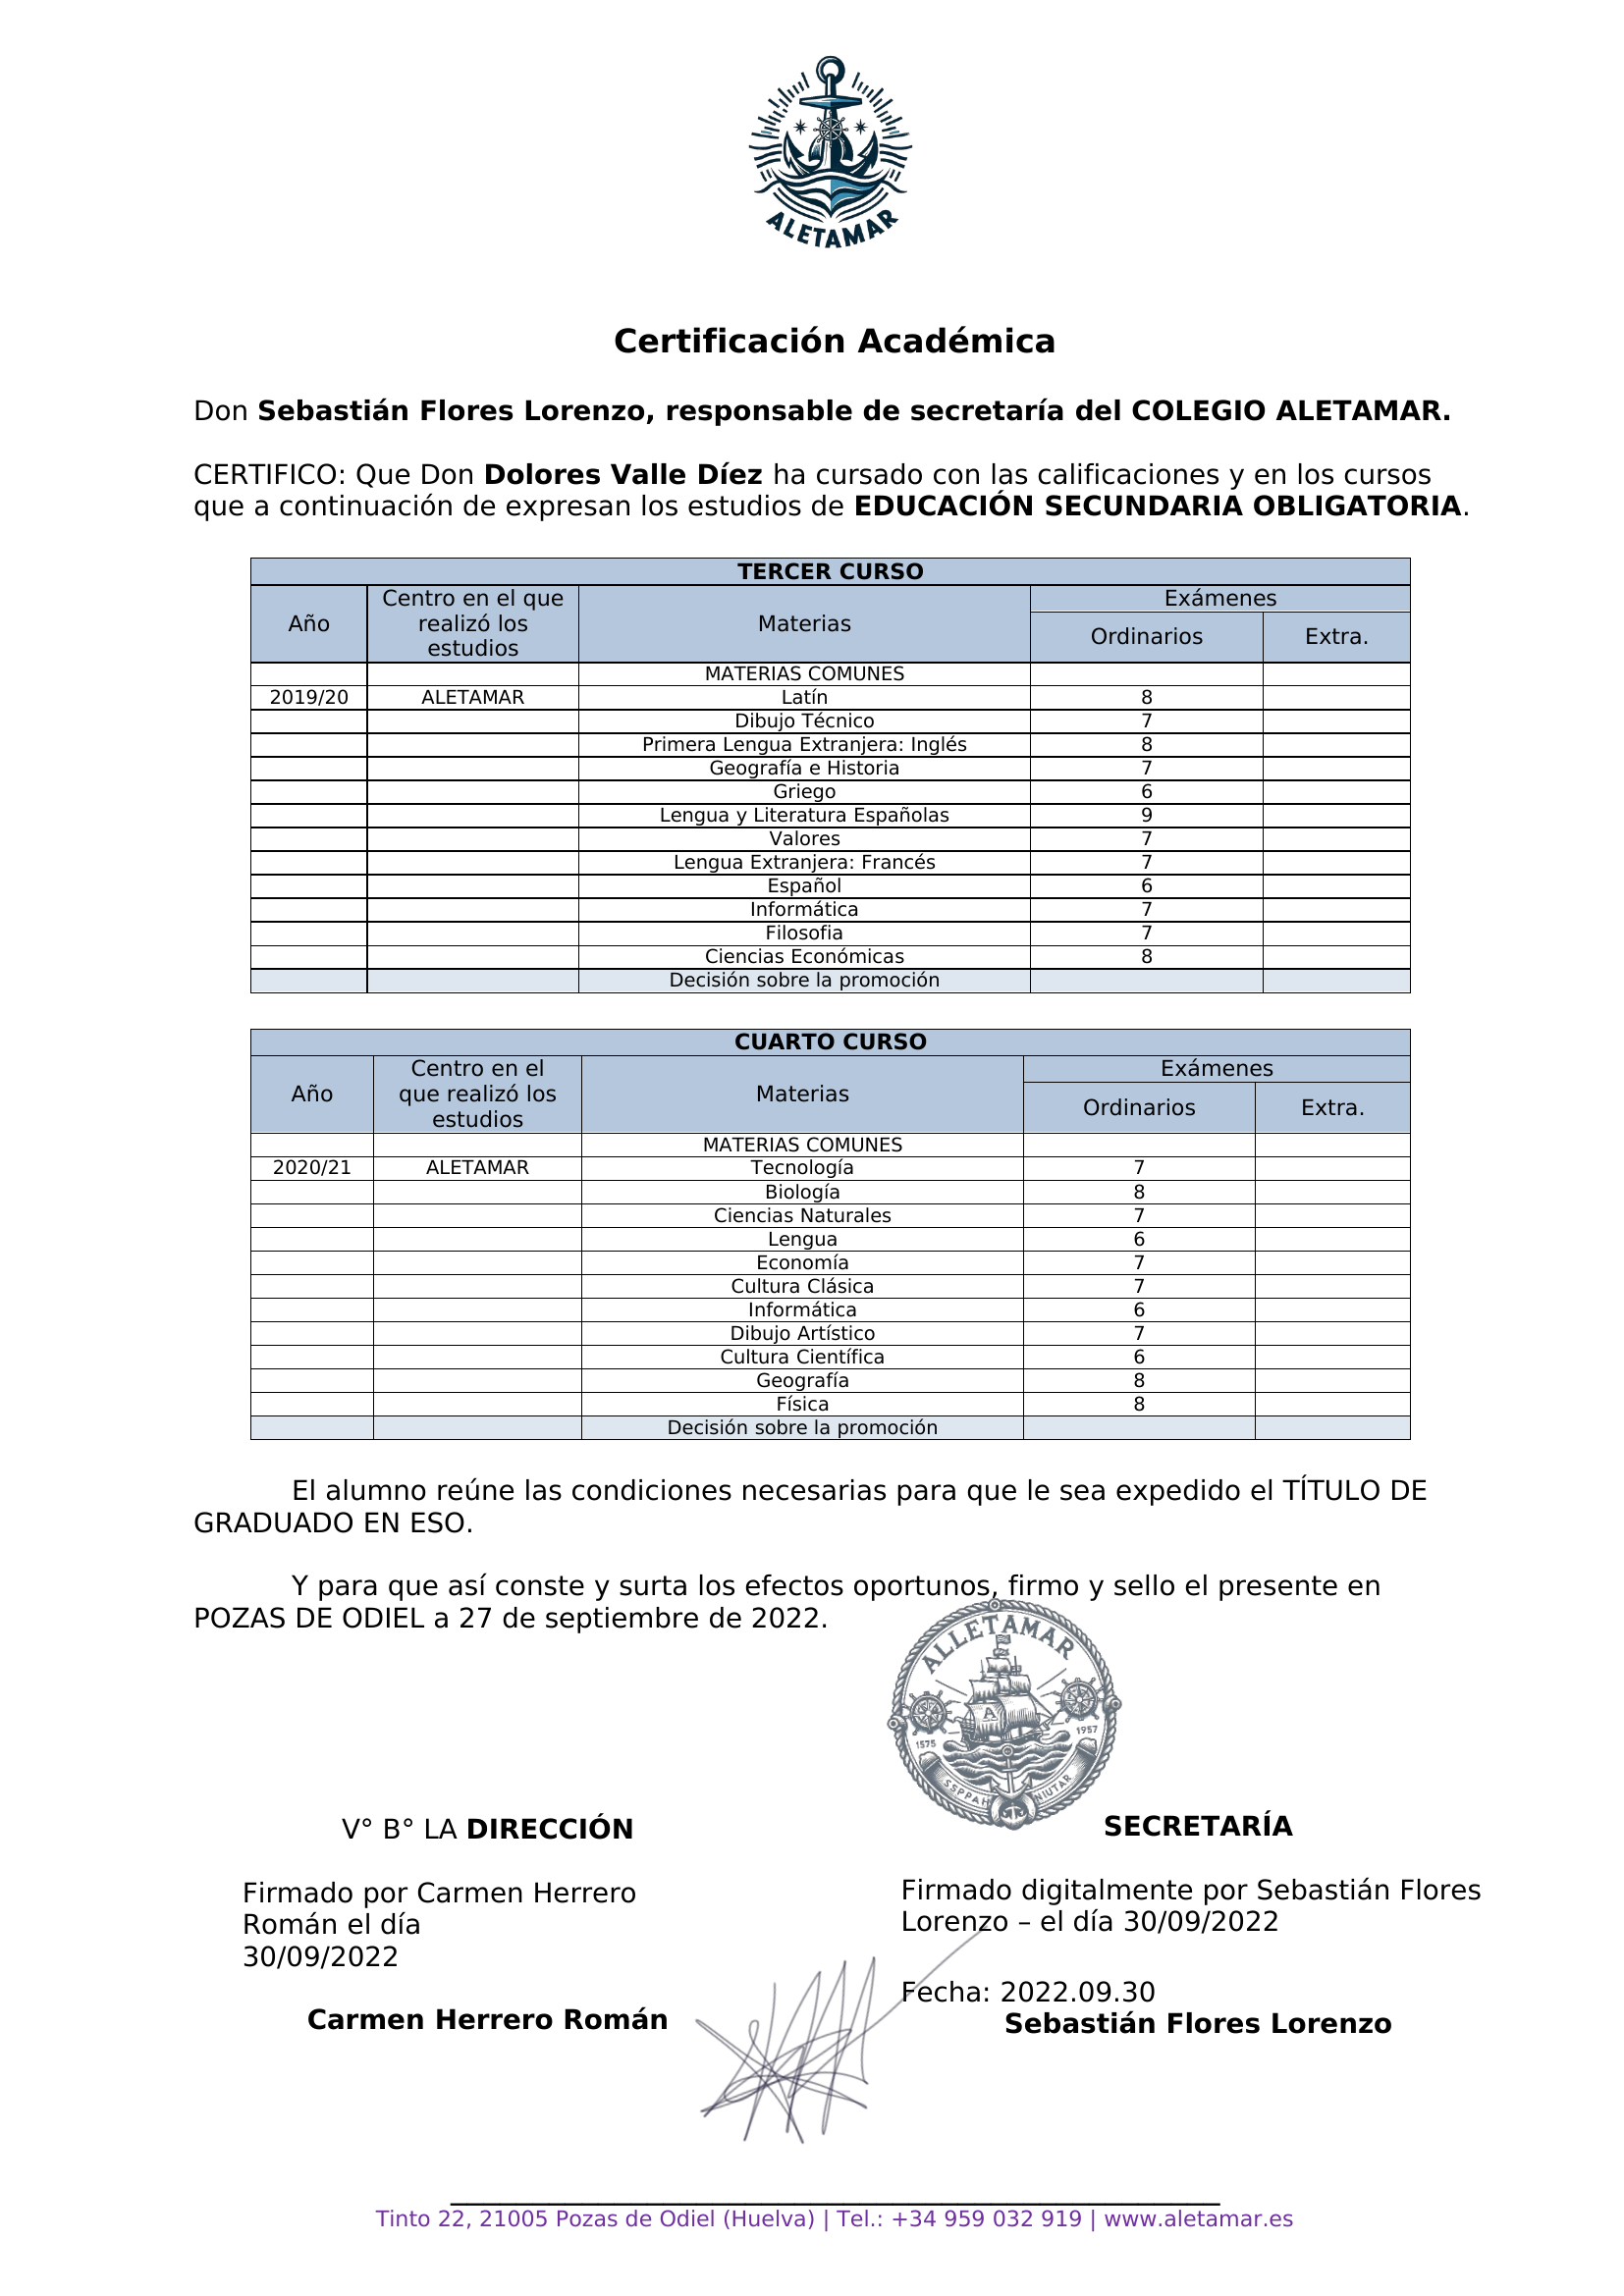 ALETAMAR
Certificación Académica
Don Sebastián Flores Lorenzo, responsable de secretaría del COLEGIO ALETAMAR.
CERTIFICO: Que Don Dolores Valle Díez ha cursado con las calificaciones y en los cursos
que a continuación de expresan los estudios de EDUCACIÓN SECUNDARIA OBLIGATORIA.
TERCER CURSO
Año Centro en el que realizó los estudios Materias Exámenes
Ordinarios Extra.
MATERIAS COMUNES
2019/20 ALETAMAR Latín 8
Dibujo Técnico 7
Primera Lengua Extranjera: Inglés 8
Geografía e Historia 7
Griego 6
Lengua y Literatura Españolas 9
Valores 7
Lengua Extranjera: Francés 7
Español 6
Informática 7
Filosofia 7
Ciencias Económicas 8
Decisión sobre la promoción
CUARTO CURSO
Año Centro en el que realizó los estudios Materias Exámenes
Ordinarios Extra.
MATERIAS COMUNES
2020/21 ALETAMAR Tecnología 7
Biología 8
Ciencias Naturales 7
Lengua 6
Economía 7
Cultura Clásica 7
Informática 6
Dibujo Artístico 7
Cultura Científica 6
Geografía 8
Física 8
Decisión sobre la promoción
El alumno reúne las condiciones necesarias para que le sea expedido el TÍTULO DE
GRADUADO EN ESO.
Y para que así conste y surta los efectos oportunos, firmo y sello el presente en
POZAS DE ODIEL a 27 de septiembre de 2022.
ALLETAMAR
A
1575 1957
SSPPAH NIUTAR
V° B° LA DIRECCIÓN
SECRETARÍA
Firmado por Carmen Herrero
Román el día
30/09/2022
Carmen Herrero Román
Firmado digitalmente por Sebastián Flores
Lorenzo – el día 30/09/2022
Fecha: 2022.09.30
Sebastián Flores Lorenzo
Tinto 22, 21005 Pozas de Odiel (Huelva) | Tel.: +34 959 032 919 | www.aletamar.es